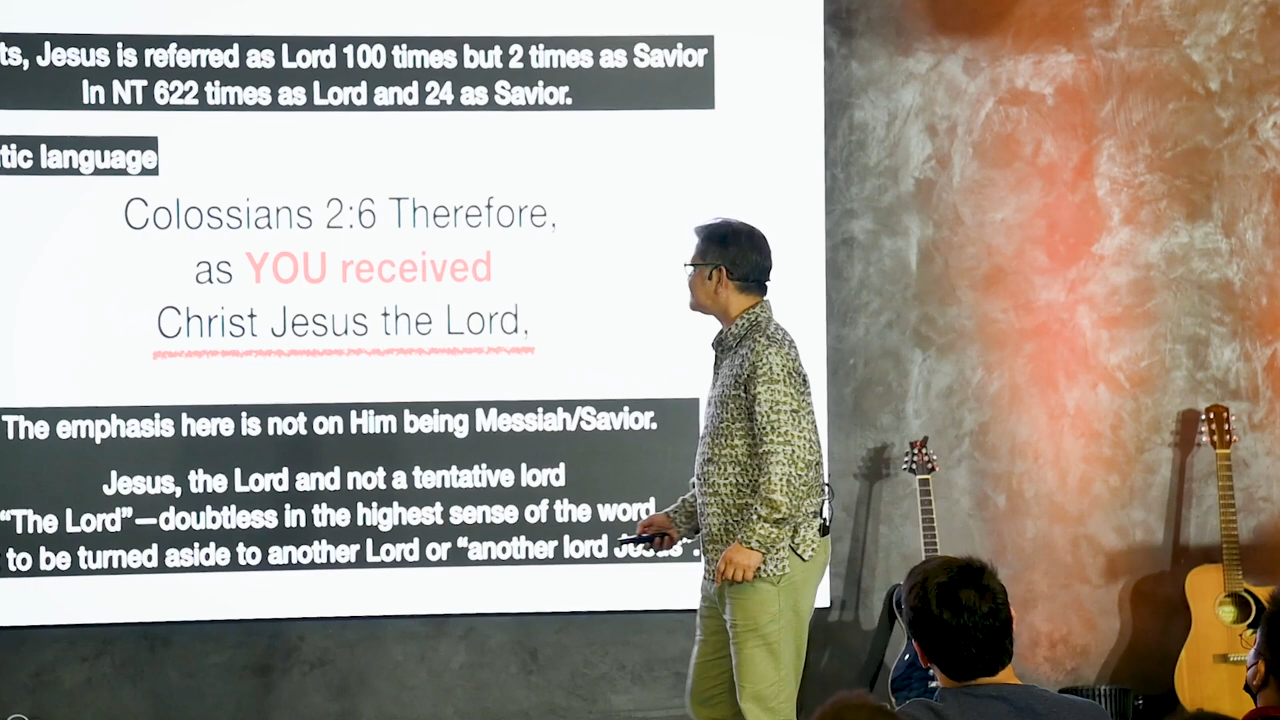 ts, Jesus is referred as Lord 100 times but 2 times as Savior
In NT 622 times as Lord and 24 as Savior.
tic language
Colossians 2:6 Therefore,
as YOU received
Christ Jesus the Lord,
The emphasis here is not on Him being Messiah/Savior.
Jesus, the Lord and not a tentative lord
“The Lord”—doubtless in the highest sense of the word
to be turned aside to another Lord or “another lord Jesus”.